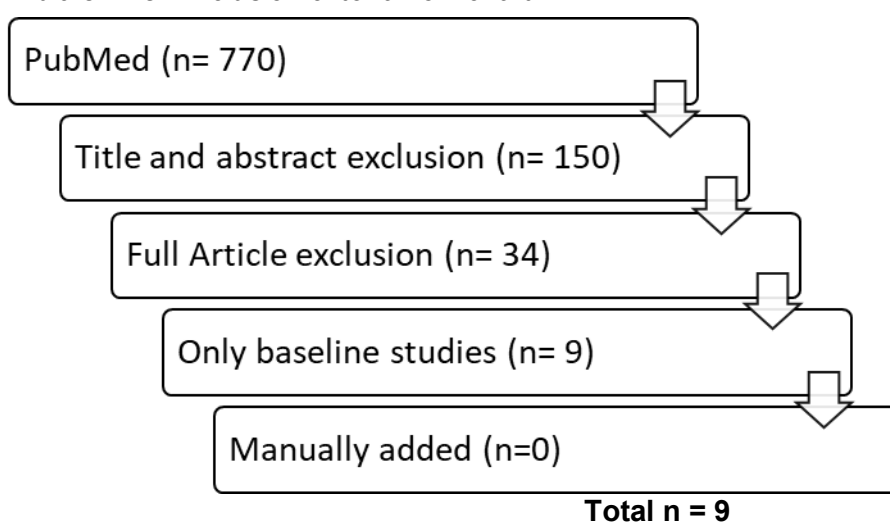 PubMed (n= 770)
Title and abstract exclusion (n= 150)
Full Article exclusion (n= 34)
Only baseline studies (n= 9)
Manually added (n=0)
Total n = 9